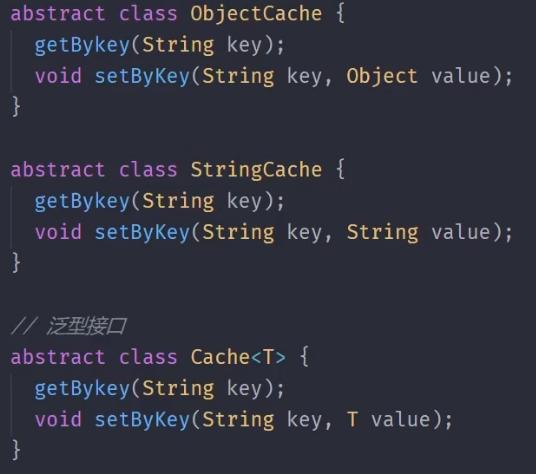 abstract class ObjectCache {
  getBykey(String key);
  void setByKey(String key, Object value);
}

abstract class StringCache {
  getBykey(String key);
  void setByKey(String key, String value);
}

// 泛型接口
abstract class Cache<T> {
  getBykey(String key);
  void setByKey(String key, T value);
}